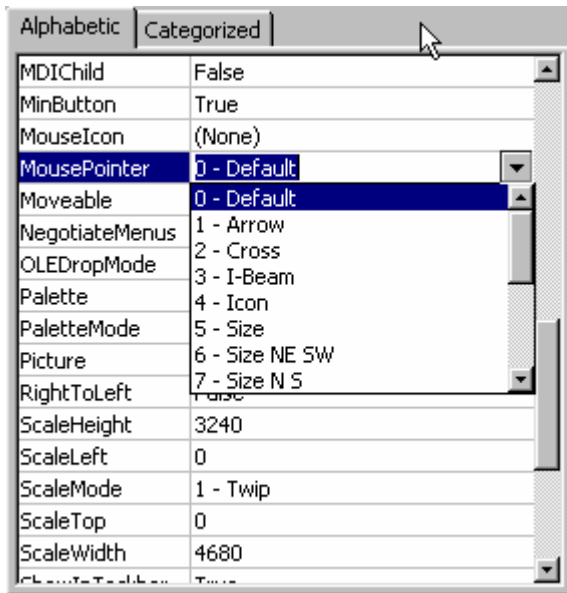 Alphabetic Categorized
MDIChild False
MinButton True
MouseIcon (None)
MousePointer 0 - Default
Moveable 0 - Default
1 - Arrow
NegotiateMenus 2 - Cross
OLEDropMode 3 - I-Beam
Palette 4 - Icon
PaletteMode 5 - Size
Picture 6 - Size NE SW
7 - Size N S
RightToLeft False
ScaleHeight 3240
ScaleLeft 0
ScaleMode 1 - Twip
ScaleTop 0
ScaleWidth 4680